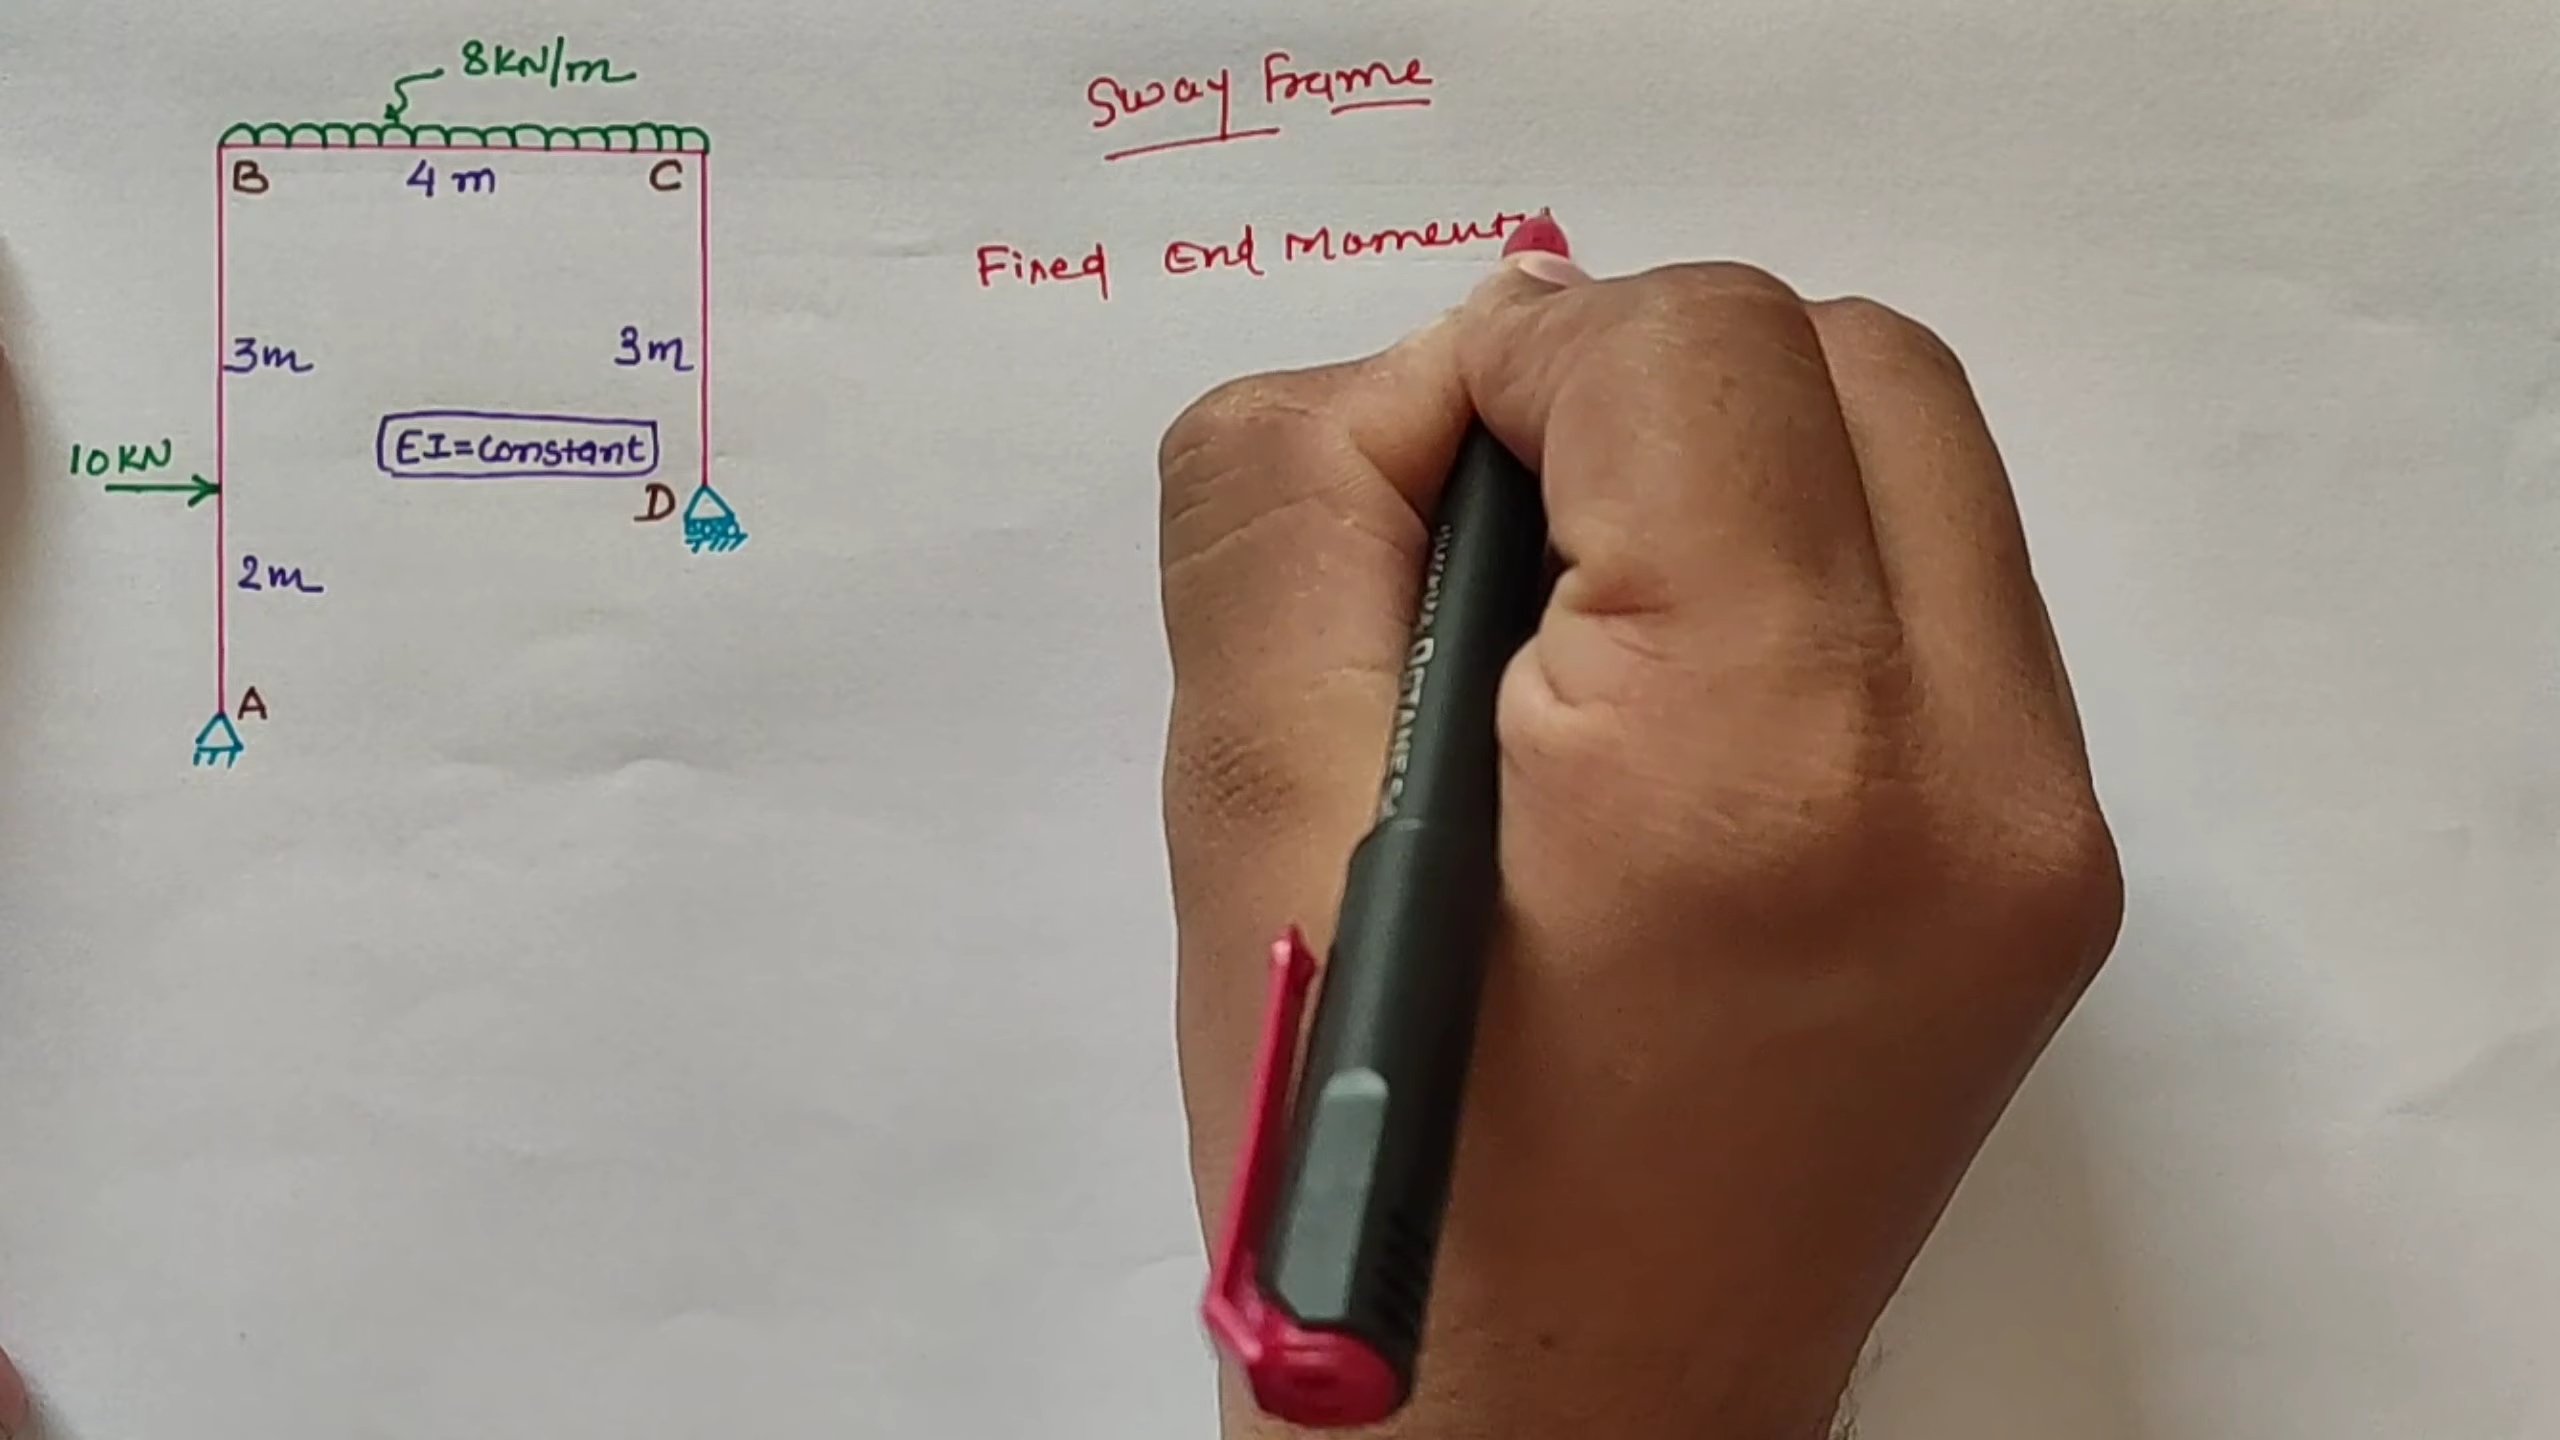 8KN/m
Sway Frame
B 4 m C
Fixed End Moment
3m 3m
EI=constant
10KN
D
2m
A